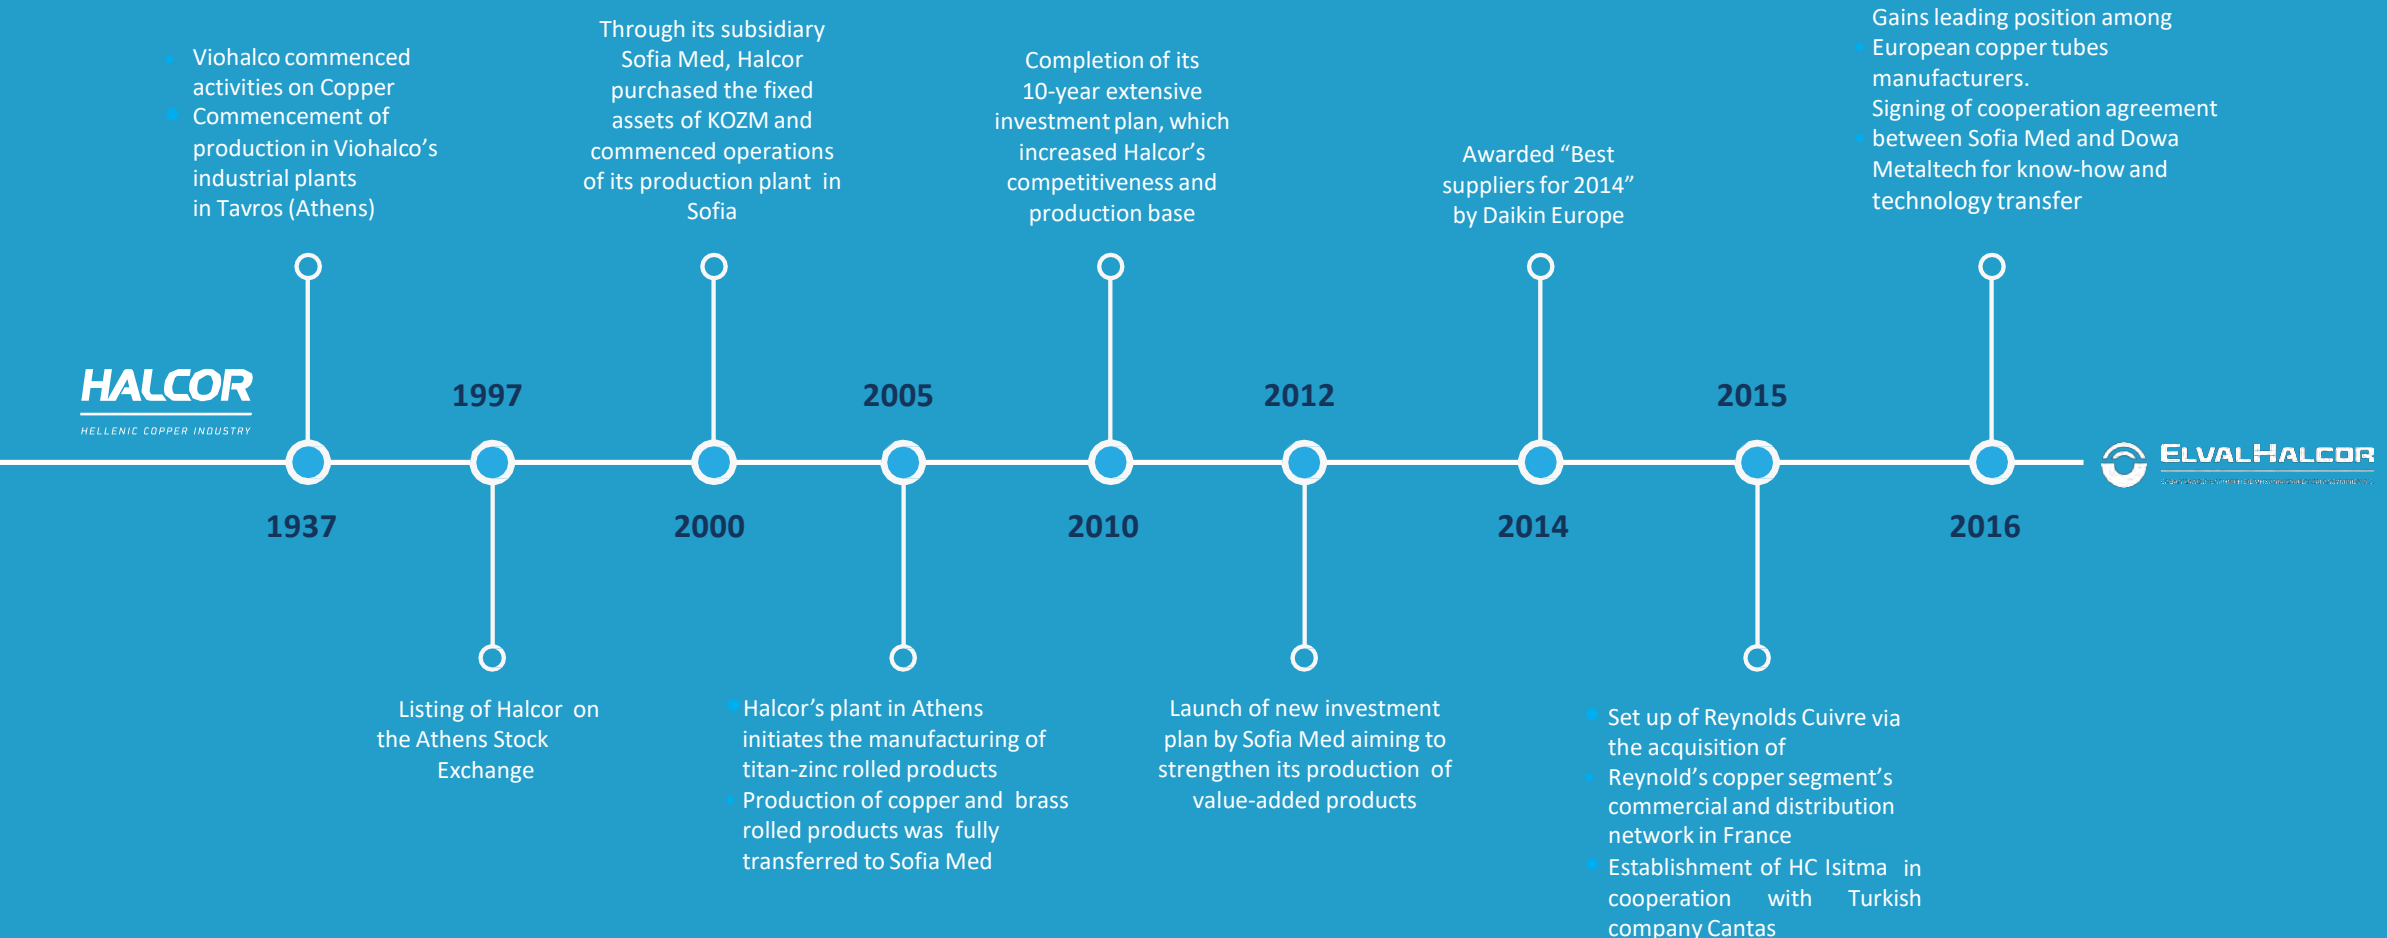 Viohalco commenced
activities on Copper
Commencement of
production in Viohalco’s
industrial plants
in Tavros (Athens)
Through its subsidiary
Sofia Med, Halcor
purchased the fixed
assets of KOZM and
commenced operations
of its production plant in
Sofia
Completion of its
10-year extensive
investment plan, which
increased Halcor’s
competitiveness and
production base
Awarded “Best
suppliers for 2014”
by Daikin Europe
Gains leading position among
European copper tubes
manufacturers.
Signing of cooperation agreement
between Sofia Med and Dowa
Metaltech for know-how and
technology transfer
HALCOR
HELLENIC COPPER INDUSTRY
1997
2005
2012
2015
ELVALHALCOR
1937
2000
2010
2014
2016
Listing of Halcor on
the Athens Stock
Exchange
Halcor’s plant in Athens
initiates the manufacturing of
titan-zinc rolled products
Production of copper and brass
rolled products was fully
transferred to Sofia Med
Launch of new investment
plan by Sofia Med aiming to
strengthen its production of
value-added products
Set up of Reynolds Cuivre via
the acquisition of
Reynold’s copper segment’s
commercial and distribution
network in France
Establishment of HC Isitma in
cooperation with Turkish
company Cantas